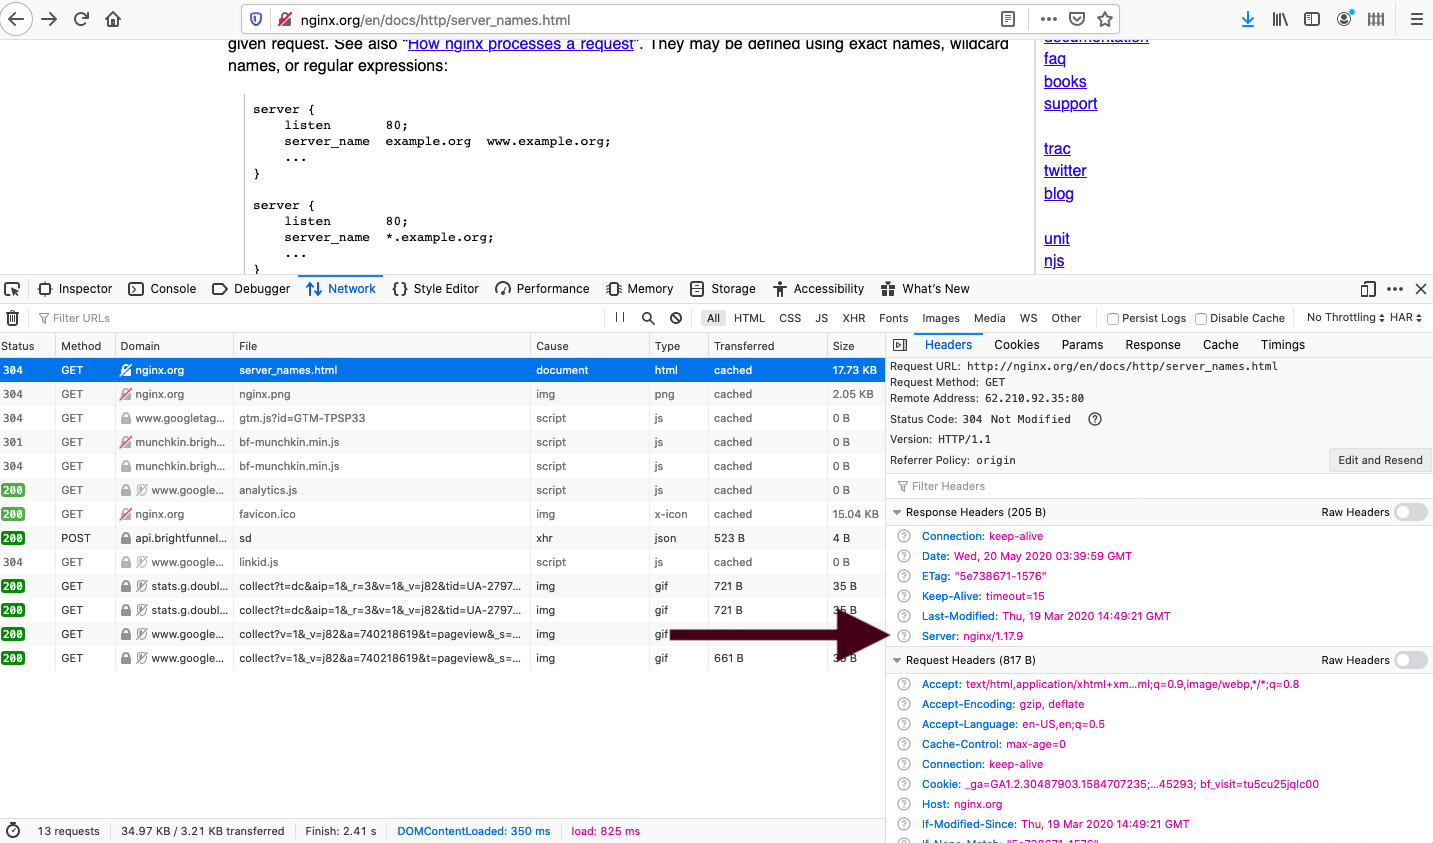 nginx.org/en/docs/http/server_names.html
given request. See also “How nginx processes a request”. They may be defined using exact names, wildcard
names, or regular expressions:
server {
    listen       80;
    server_name  example.org  www.example.org;
    ...
}
server {
    listen       80;
    server_name  *.example.org;
    ...
}
documentation
faq
books
support
trac
twitter
blog
unit
njs
Inspector Console Debugger Network Style Editor Performance Memory Storage Accessibility What's New
Filter URLs All HTML CSS JS XHR Fonts Images Media WS Other Persist Logs Disable Cache No Throttling HAR
Status Method Domain File Cause Type Transferred Size
304 GET nginx.org server_names.html document html cached 17.73 KB
304 GET nginx.org nginx.png img png cached 2.05 KB
304 GET www.googletag... gtm.js?id=GTM-TPSP33 script js cached 0 B
301 GET munchkin.brigh... bf-munchkin.min.js script js cached 0 B
304 GET munchkin.brigh... bf-munchkin.min.js script js cached 0 B
200 GET www.google... analytics.js script js cached 0 B
200 GET nginx.org favicon.ico img x-icon cached 15.04 KB
200 POST api.brightfunnel... sd xhr json 523 B 4 B
304 GET www.google... linkid.js script js cached 0 B
200 GET stats.g.doubl... collect?t=dc&aip=1&_r=3&v=1&_v=j82&tid=UA-2797... img gif 721 B 35 B
200 GET stats.g.doubl... collect?t=dc&aip=1&_r=3&v=1&_v=j82&tid=UA-2797... img gif 721 B B
200 GET www.google... collect?v=1&_v=j82&a=740218619&t=pageview&_s=... img gif
200 GET www.google... collect?v=1&_v=j82&a=740218619&t=pageview&_s=... img gif 661 B B
13 requests 34.97 KB / 3.21 KB transferred Finish: 2.41 s DOMContentLoaded: 350 ms load: 825 ms
Headers Cookies Params Response Cache Timings
Request URL: http://nginx.org/en/docs/http/server_names.html
Request Method: GET
Remote Address: 62.210.92.35:80
Status Code: 304 Not Modified
Version: HTTP/1.1
Referrer Policy: origin Edit and Resend
Filter Headers
Response Headers (205 B) Raw Headers
Connection: keep-alive
Date: Wed, 20 May 2020 03:39:59 GMT
ETag: "5e738671-1576"
Keep-Alive: timeout=15
Last-Modified: Thu, 19 Mar 2020 14:49:21 GMT
Server: nginx/1.17.9
Request Headers (817 B) Raw Headers
Accept: text/html,application/xhtml+xm...ml;q=0.9,image/webp,*/*;q=0.8
Accept-Encoding: gzip, deflate
Accept-Language: en-US,en;q=0.5
Cache-Control: max-age=0
Connection: keep-alive
Cookie: _ga=GA1.2.30487903.1584707235;...45293; bf_visit=tu5cu25jqlc00
Host: nginx.org
If-Modified-Since: Thu, 19 Mar 2020 14:49:21 GMT
If-None-Match: "5e738671-1576"